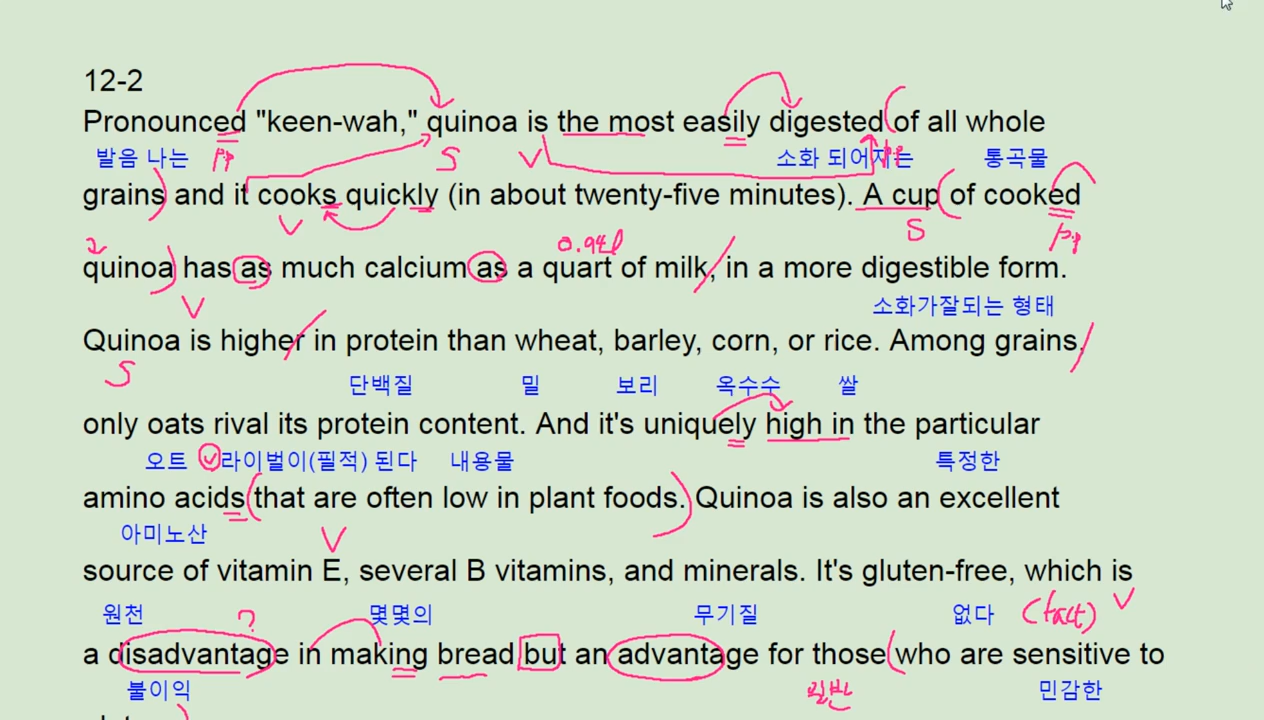 12-2
Pronounced "keen-wah," quinoa is the most easily digested of all whole
발음 나는 p.p S V 소화 되어지는 p.p 통곡물
grains and it cooks quickly (in about twenty-five minutes). A cup of cooked
V S p.p
quinoa has as much calcium as a quart of milk, in a more digestible form.
V 0.94l 소화가잘되는 형태
Quinoa is higher in protein than wheat, barley, corn, or rice. Among grains,
S 단백질 밀 보리 옥수수 쌀
only oats rival its protein content. And it's uniquely high in the particular
오트 V 라이벌이(필적) 된다 내용물 특정한
amino acids that are often low in plant foods. Quinoa is also an excellent
아미노산 V
source of vitamin E, several B vitamins, and minerals. It's gluten-free, which is
원천 ? 몇몇의 무기질 없다 (fact) V
a disadvantage in making bread but an advantage for those who are sensitive to
불이익 일반 민감한